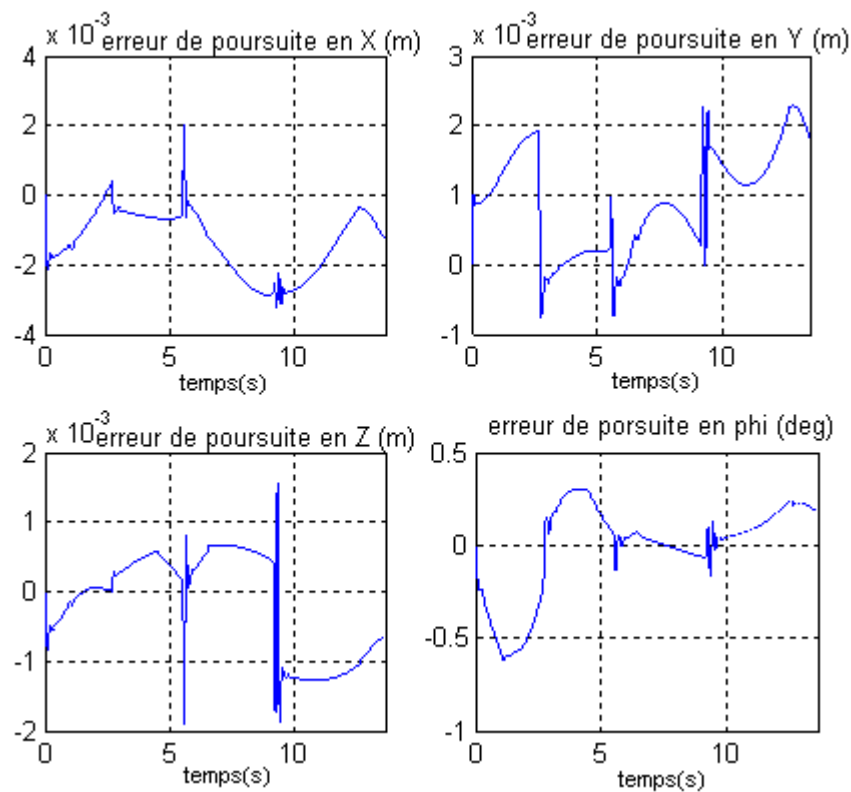 x 10-3 erreur de poursuite en X (m)
4
2
0
-2
-4
0 5 10
temps(s)
x 10-3 erreur de poursuite en Y (m)
3
2
1
0
-1
0 5 10
temps(s)
x 10-3 erreur de poursuite en Z (m)
2
1
0
-1
-2
0 5 10
temps(s)
erreur de porsuite en phi (deg)
0.5
0
-0.5
-1
0 5 10
temps(s)